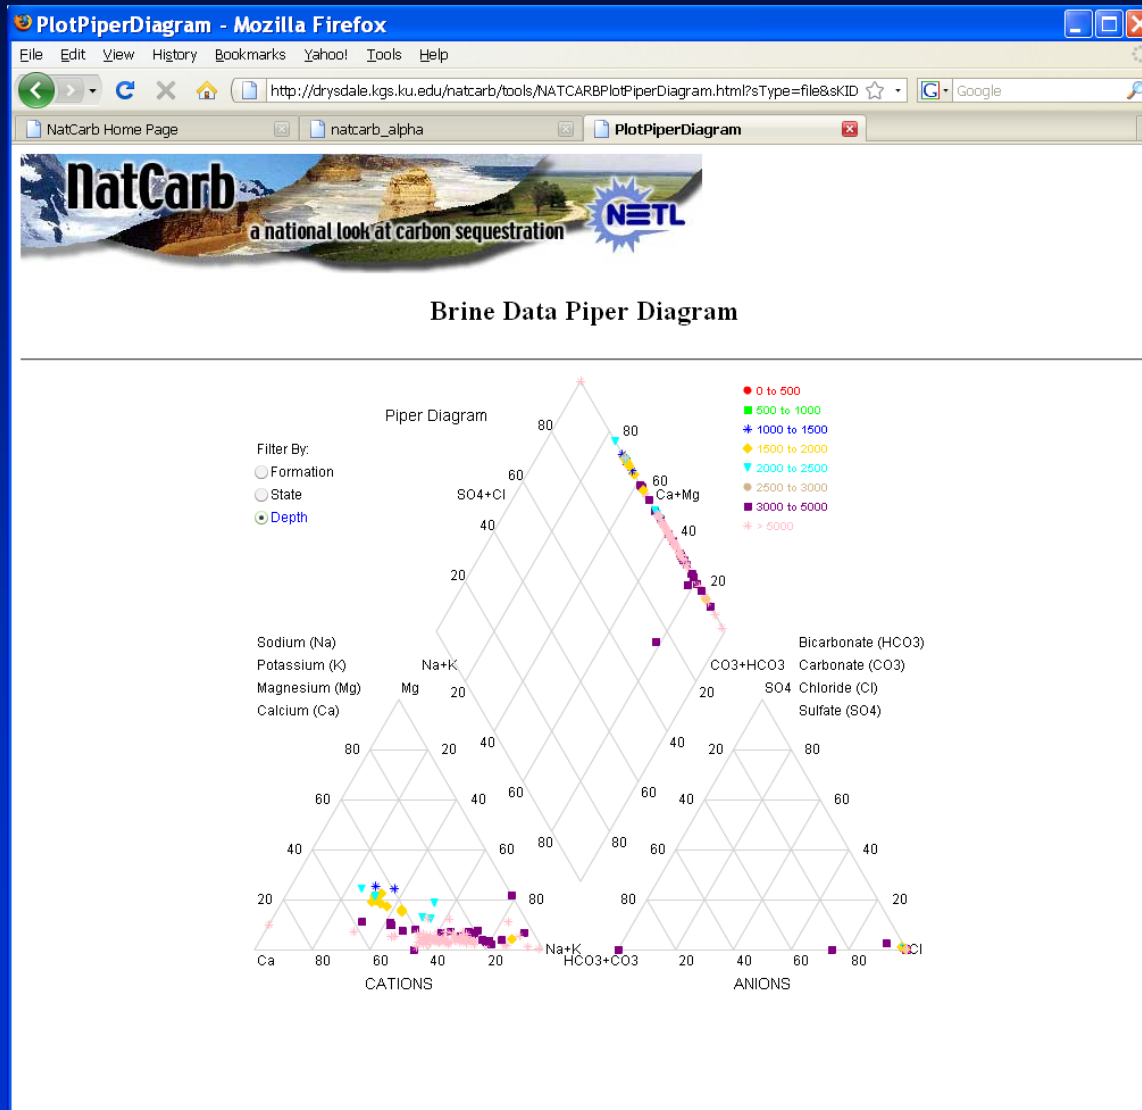 PlotPiperDiagram - Mozilla Firefox
File Edit View History Bookmarks Yahoo! Tools Help
http://drysdale.kgs.ku.edu/natcarb/tools/NATCARBPlotPiperDiagram.html?sType=file&sKID G Google
NatCarb Home Page natcarb_alpha PlotPiperDiagram
NatCarb
a national look at carbon sequestration
NETL
Brine Data Piper Diagram
Piper Diagram
Filter By:
Formation
State
Depth
0 to 500
500 to 1000
1000 to 1500
1500 to 2000
2000 to 2500
2500 to 3000
3000 to 5000
> 5000
80 80
60 60
SO4+Cl Ca+Mg
40 40
20 20
Sodium (Na)
Potassium (K)
Magnesium (Mg)
Calcium (Ca)
Bicarbonate (HCO3)
Carbonate (CO3)
Chloride (Cl)
Sulfate (SO4)
Na+K CO3+HCO3
20 20
40 40
60 60
80 80
Mg
80 20
60 40
40 60
20 80
Ca 80 60 40 20 Na+K
CATIONS
SO4
20 80
40 60
60 40
80 20
HCO3+CO3 20 40 60 80 Cl
ANIONS